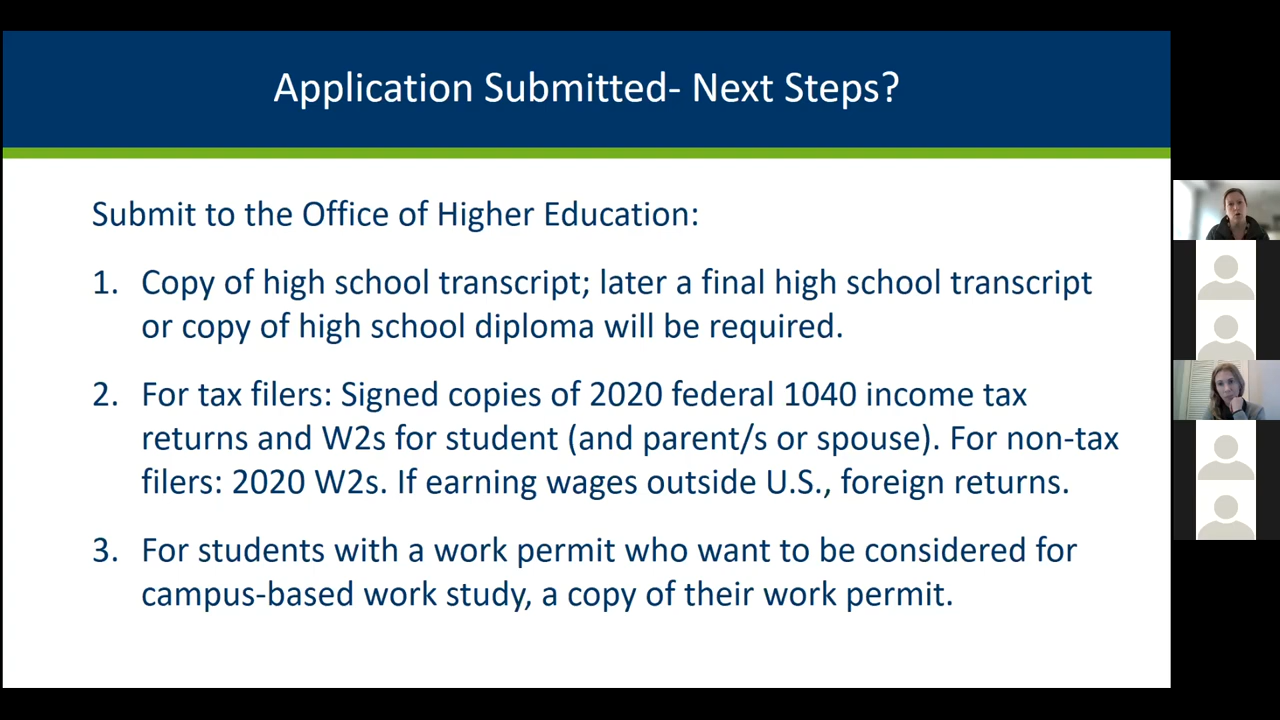 Application Submitted- Next Steps?
Submit to the Office of Higher Education:
1. Copy of high school transcript; later a final high school transcript
or copy of high school diploma will be required.
2. For tax filers: Signed copies of 2020 federal 1040 income tax
returns and W2s for student (and parent/s or spouse). For non-tax
filers: 2020 W2s. If earning wages outside U.S., foreign returns.
3. For students with a work permit who want to be considered for
campus-based work study, a copy of their work permit.